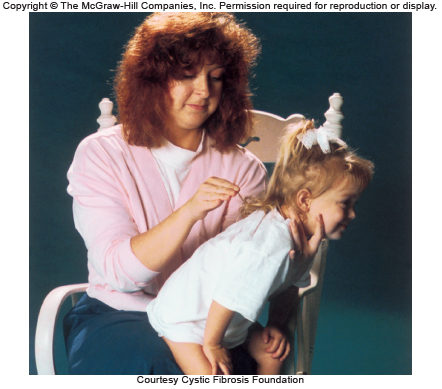 Copyright © The McGraw-Hill Companies, Inc. Permission required for reproduction or display.
Courtesy Cystic Fibrosis Foundation